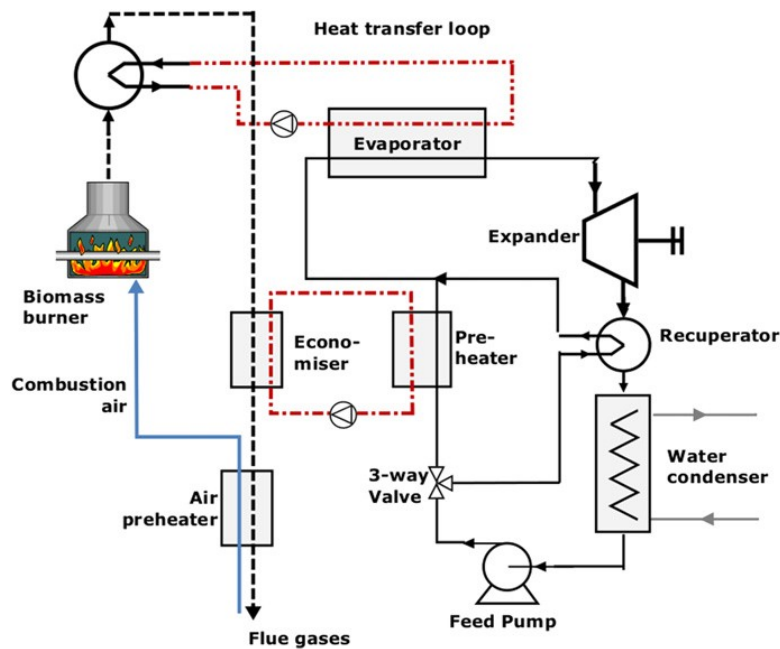 Heat transfer loop
Evaporator
Expander
Biomass
burner
Econo-
miser
Pre-
heater
Recuperator
Combustion
air
3-way
Valve
Water
condenser
Air
preheater
Feed Pump
Flue gases